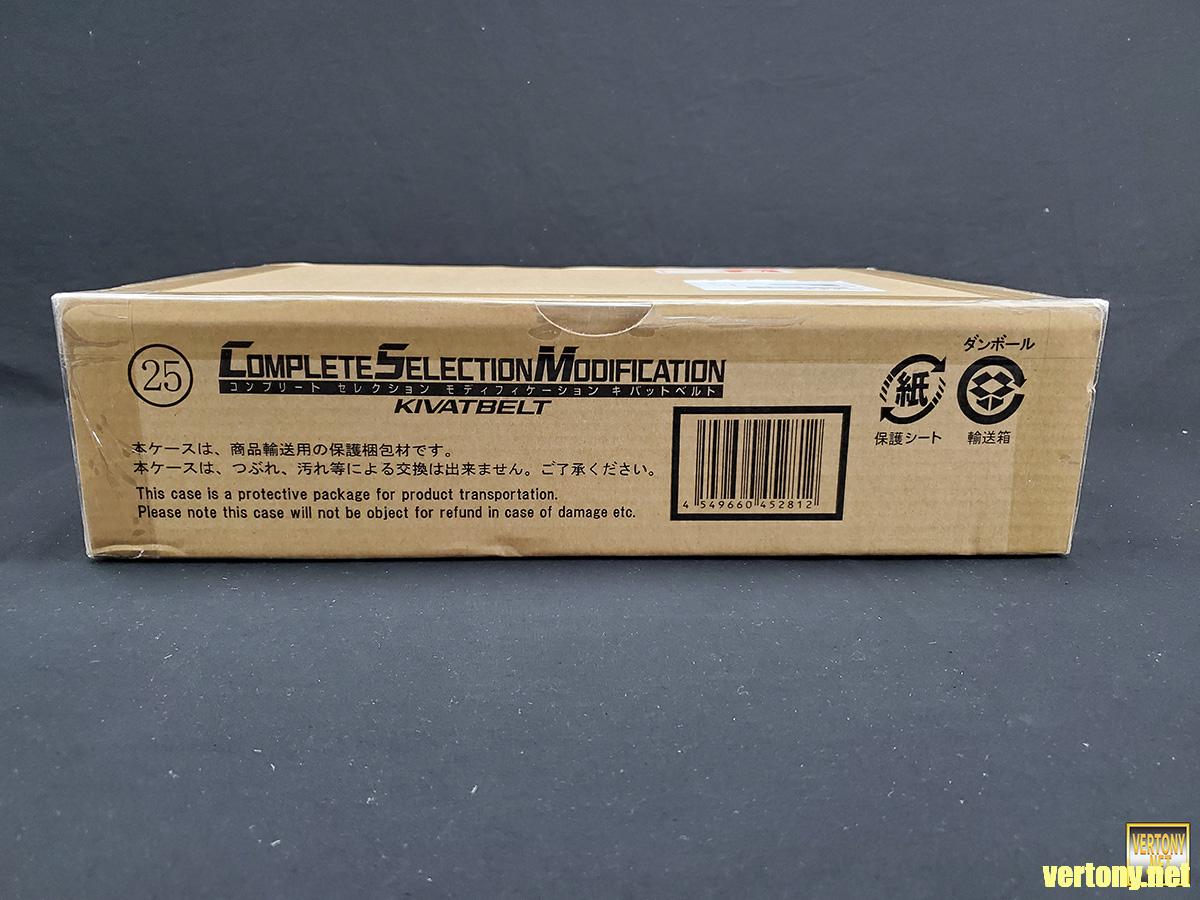 25
COMPLETE SELECTION MODIFICATION
コンプリート セレクション モディフィケーション キバットベルト
KIVATBELT
本ケースは、商品輸送用の保護梱包材です。
本ケースは、つぶれ、汚れ等による交換は出来ません。ご了承ください。
This case is a protective package for product transportation.
Please note this case will not be object for refund in case of damage etc.
4 549660 452812
紙
保護シート
ダンボール
輸送箱
VERTONY
.NET
vertony.net